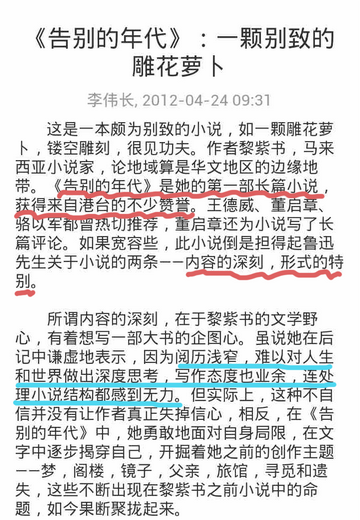 《告别的年代》：一颗别致的
雕花萝卜
李伟长, 2012-04-24 09:31
这是一本颇为别致的小说，如一颗雕花萝
卜，镂空雕刻，很见功夫。作者黎紫书，马来
西亚小说家，论地域算是华文地区的边缘地
带。《告别的年代》是她的第一部长篇小说，
获得来自港台的不少赞誉。王德威、董启章、
骆以军都曾热切推荐，董启章还为小说写了长
篇评论。如果宽容些，此小说倒是担得起鲁迅
先生关于小说的两条——内容的深刻，形式的特
别。
所谓内容的深刻，在于黎紫书的文学野
心，有着想写一部大书的企图心。虽说她在后
记中谦虚地表示，因为阅历浅窄，难以对人生
和世界做出深度思考，写作态度也业余，连处
理小说结构都感到无力。但实际上，这种不自
信并没有让作者真正失掉信心，相反，在《告
别的年代》中，她勇敢地面对自身局限，在文
字中逐步揭穿自己，开掘着她之前的创作主题
——梦，阁楼，镜子，父亲，旅馆，寻觅和遗
失，这些不断出现在黎紫书之前小说中的命
题，如今果断聚拢起来。